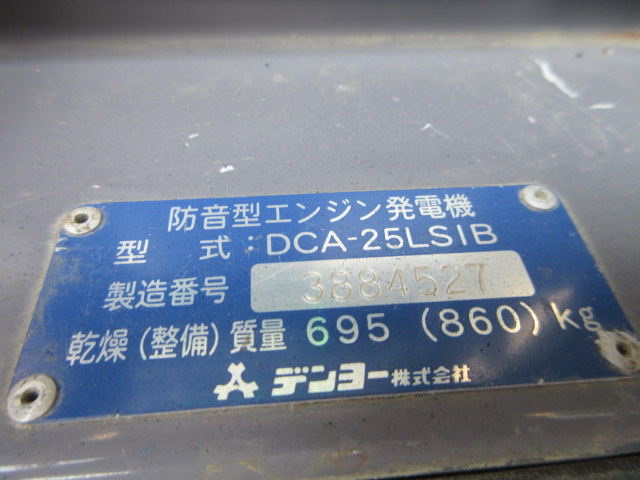 防音型エンジン発電機
型 式：DCA-25LSIB
製造番号 3884527
乾燥(整備)質量 695 (860) kg
デンヨー株式会社